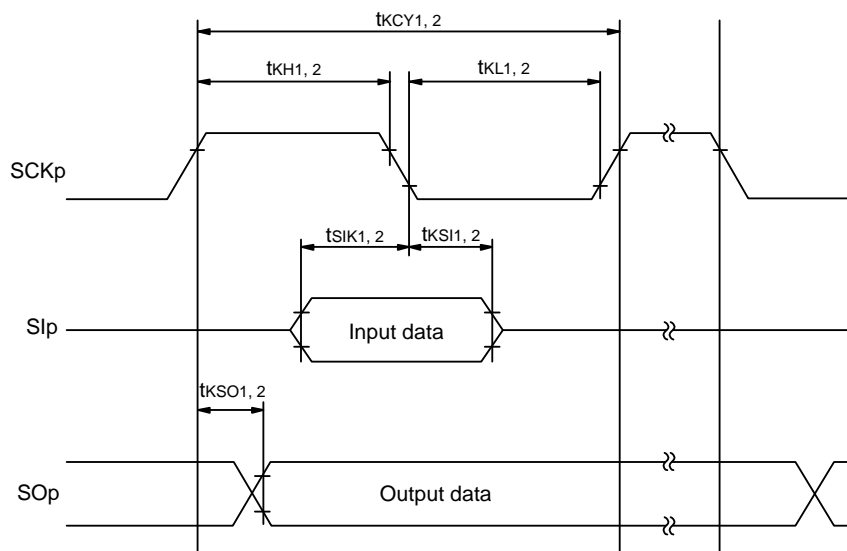 tKCY1, 2
tKH1, 2
tKL1, 2
SCKp
tSIK1, 2
tKSI1, 2
SIp
Input data
tKSO1, 2
SOp
Output data